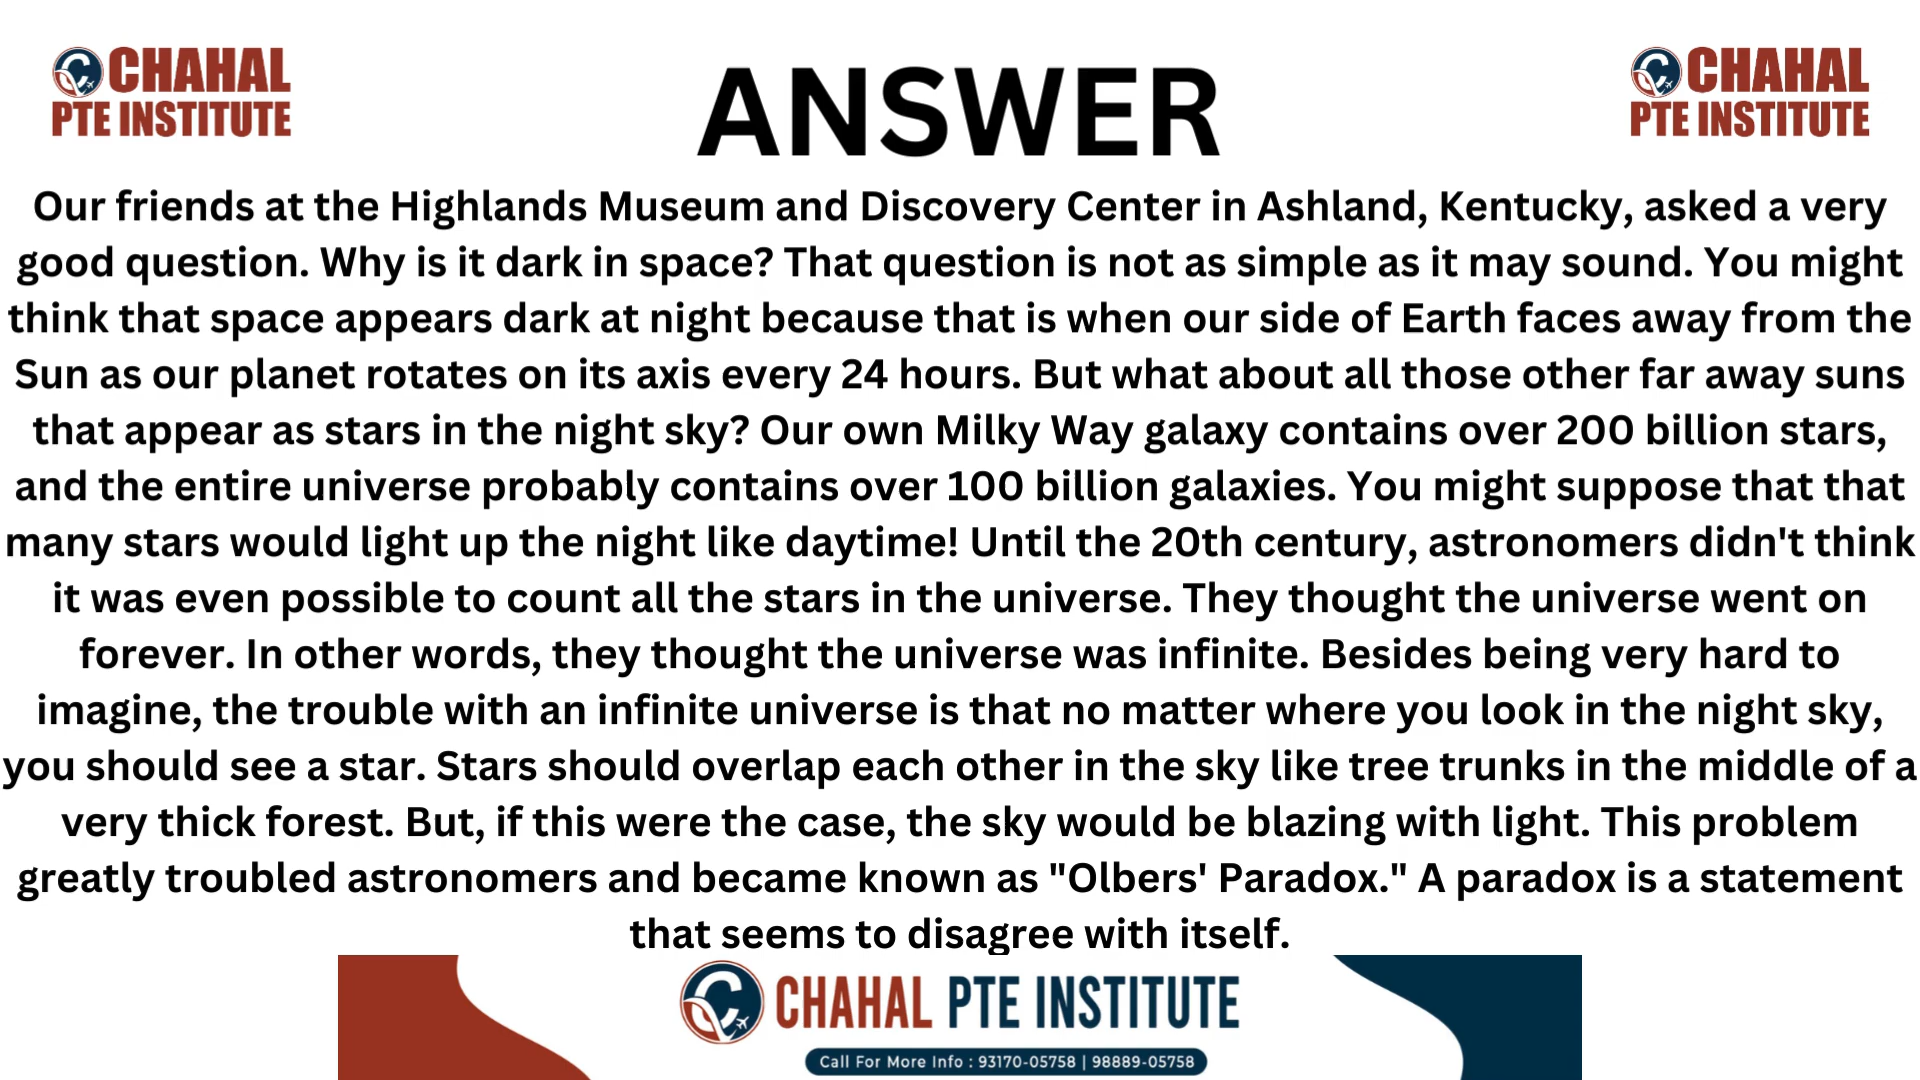 CHAHAL
PTE INSTITUTE
ANSWER
CHAHAL
PTE INSTITUTE
Our friends at the Highlands Museum and Discovery Center in Ashland, Kentucky, asked a very
good question. Why is it dark in space? That question is not as simple as it may sound. You might
think that space appears dark at night because that is when our side of Earth faces away from the
Sun as our planet rotates on its axis every 24 hours. But what about all those other far away suns
that appear as stars in the night sky? Our own Milky Way galaxy contains over 200 billion stars,
and the entire universe probably contains over 100 billion galaxies. You might suppose that that
many stars would light up the night like daytime! Until the 20th century, astronomers didn't think
it was even possible to count all the stars in the universe. They thought the universe went on
forever. In other words, they thought the universe was infinite. Besides being very hard to
imagine, the trouble with an infinite universe is that no matter where you look in the night sky,
you should see a star. Stars should overlap each other in the sky like tree trunks in the middle of a
very thick forest. But, if this were the case, the sky would be blazing with light. This problem
greatly troubled astronomers and became known as "Olbers' Paradox." A paradox is a statement
that seems to disagree with itself.
CHAHAL PTE INSTITUTE
Call For More Info : 93170-05758 | 98889-05758